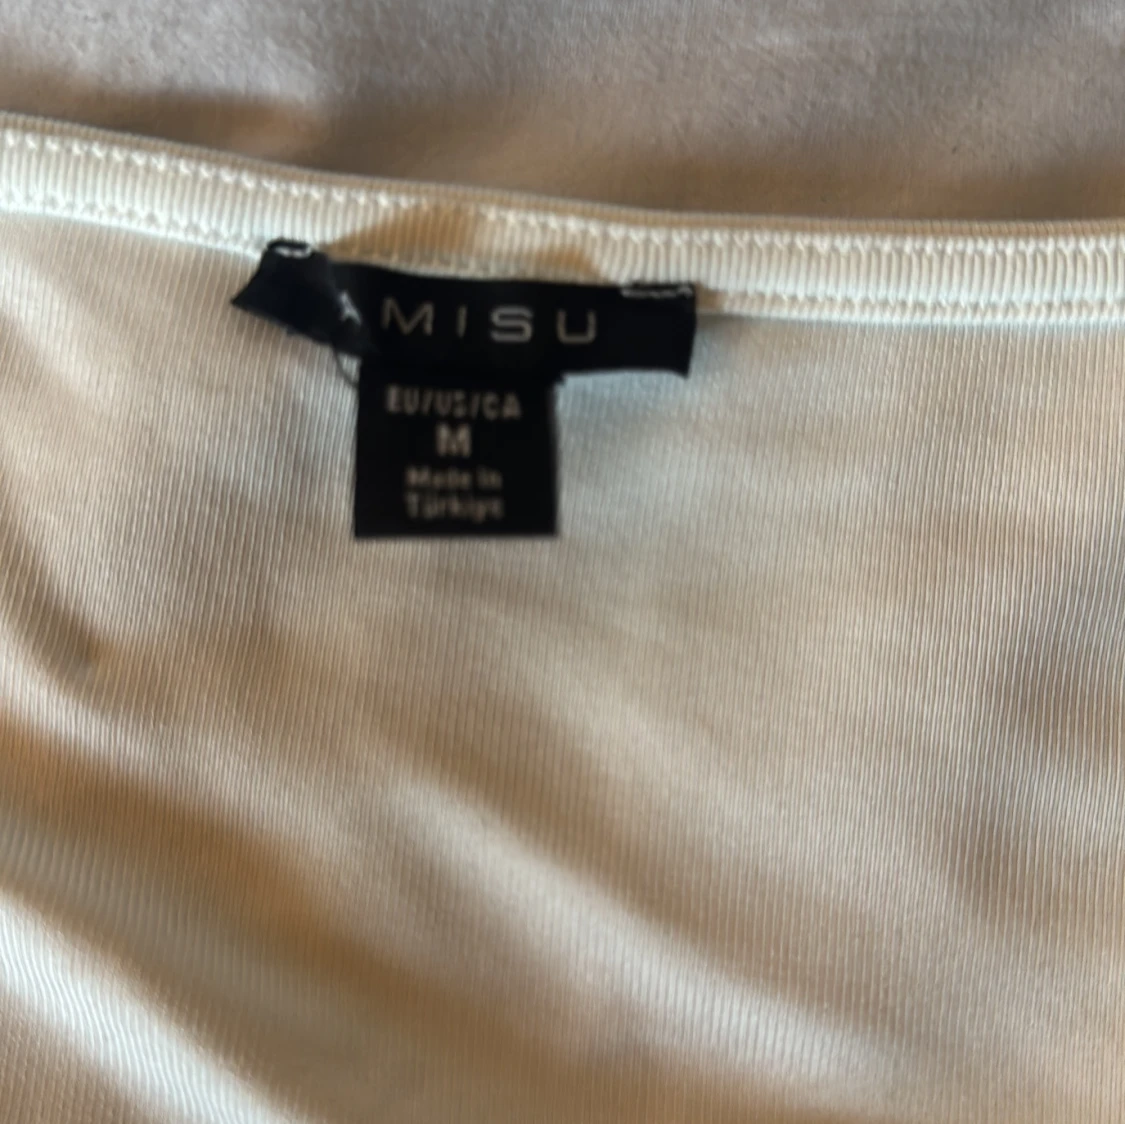 AMISU
EU/US/CA
M
Made in
Türkiye